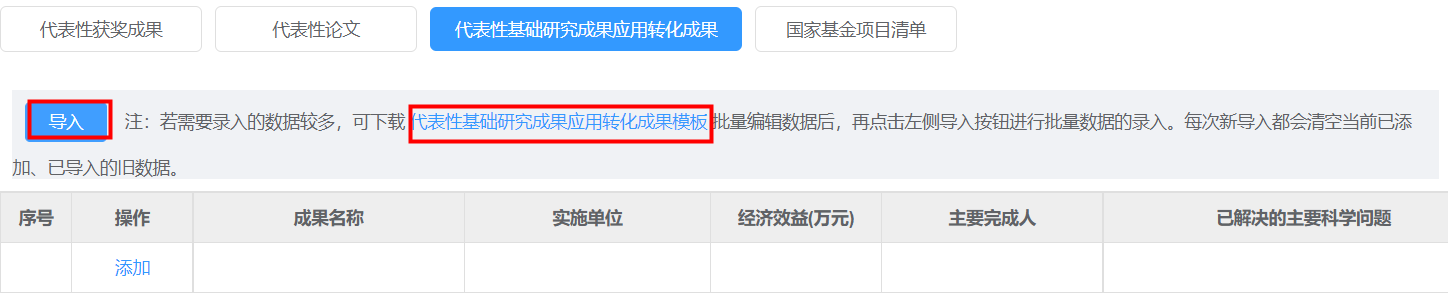 代表性获奖成果 代表性论文 代表性基础研究成果应用转化成果 国家基金项目清单
导入 注：若需要录入的数据较多，可下载 代表性基础研究成果应用转化成果模板 批量编辑数据后，再点击左侧导入按钮进行批量数据的录入。每次新导入都会清空当前已添
加、已导入的旧数据。
序号 操作 成果名称 实施单位 经济效益(万元) 主要完成人 已解决的主要科学问题
添加